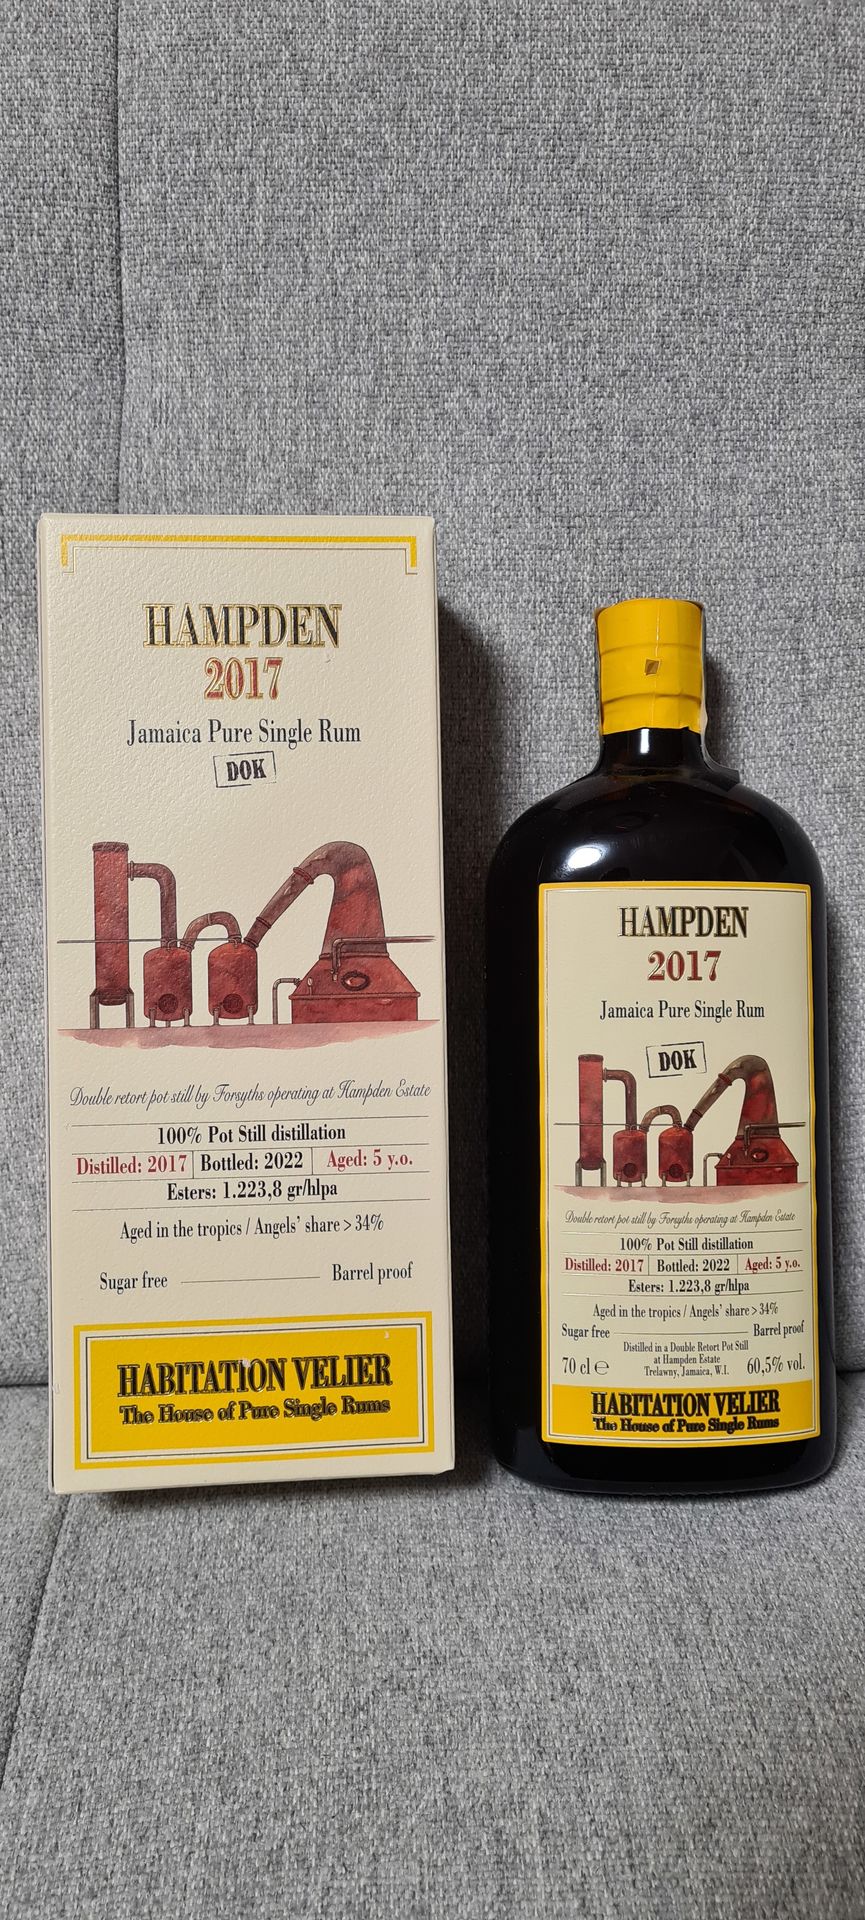 HAMPDEN
2017
Jamaica Pure Single Rum
DOK
Double retort pot still by Forsyths operating at Hampden Estate
100% Pot Still distillation
Distilled: 2017 Bottled: 2022 Aged: 5 y.o.
Esters: 1.223,8 gr/hlpa
Aged in the tropics / Angels' share > 34%
Sugar free Barrel proof
HABITATION VELIER
The House of Pure Single Rums
HAMPDEN
2017
Jamaica Pure Single Rum
DOK
Double retort pot still by Forsyths operating at Hampden Estate
100% Pot Still distillation
Distilled: 2017 Bottled: 2022 Aged: 5 y.o.
Esters: 1.223,8 gr/hlpa
Aged in the tropics / Angels' share > 34%
Sugar free Barrel proof
Distilled in a Double Retort Pot Still
at Hampden Estate
70 cl ℮ Trelawny, Jamaica, W.I. 60,5% vol.
HABITATION VELIER
The House of Pure Single Rums